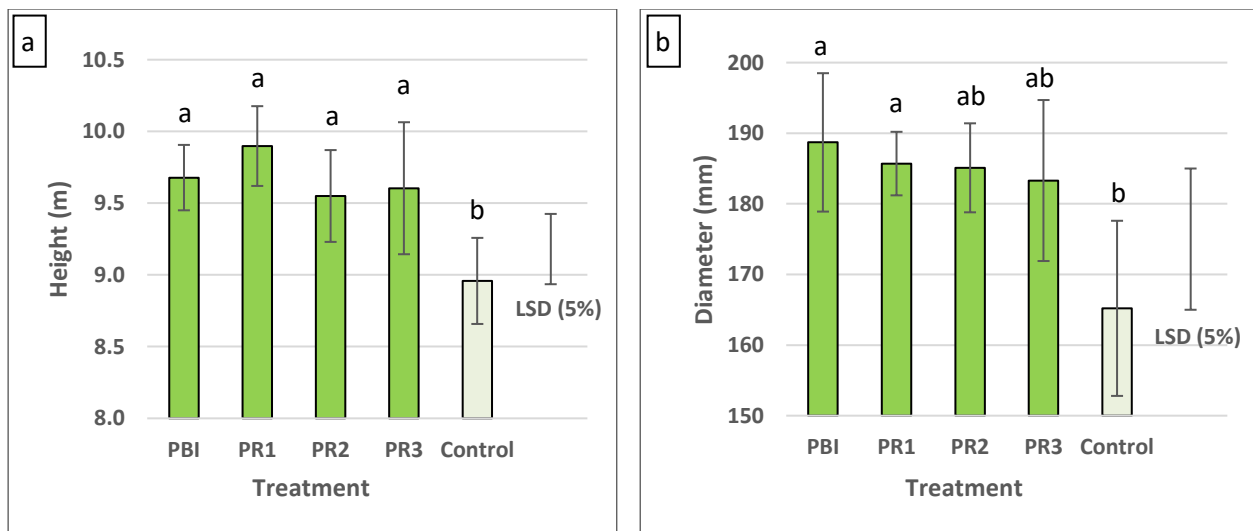 a
10.5
10.0
9.5
9.0
8.5
8.0
Height (m)
a
a
a
a
b
LSD (5%)
PBI PR1 PR2 PR3 Control
Treatment
b
200
190
180
170
160
150
Diameter (mm)
a
a
ab
ab
b
LSD (5%)
PBI PR1 PR2 PR3 Control
Treatment